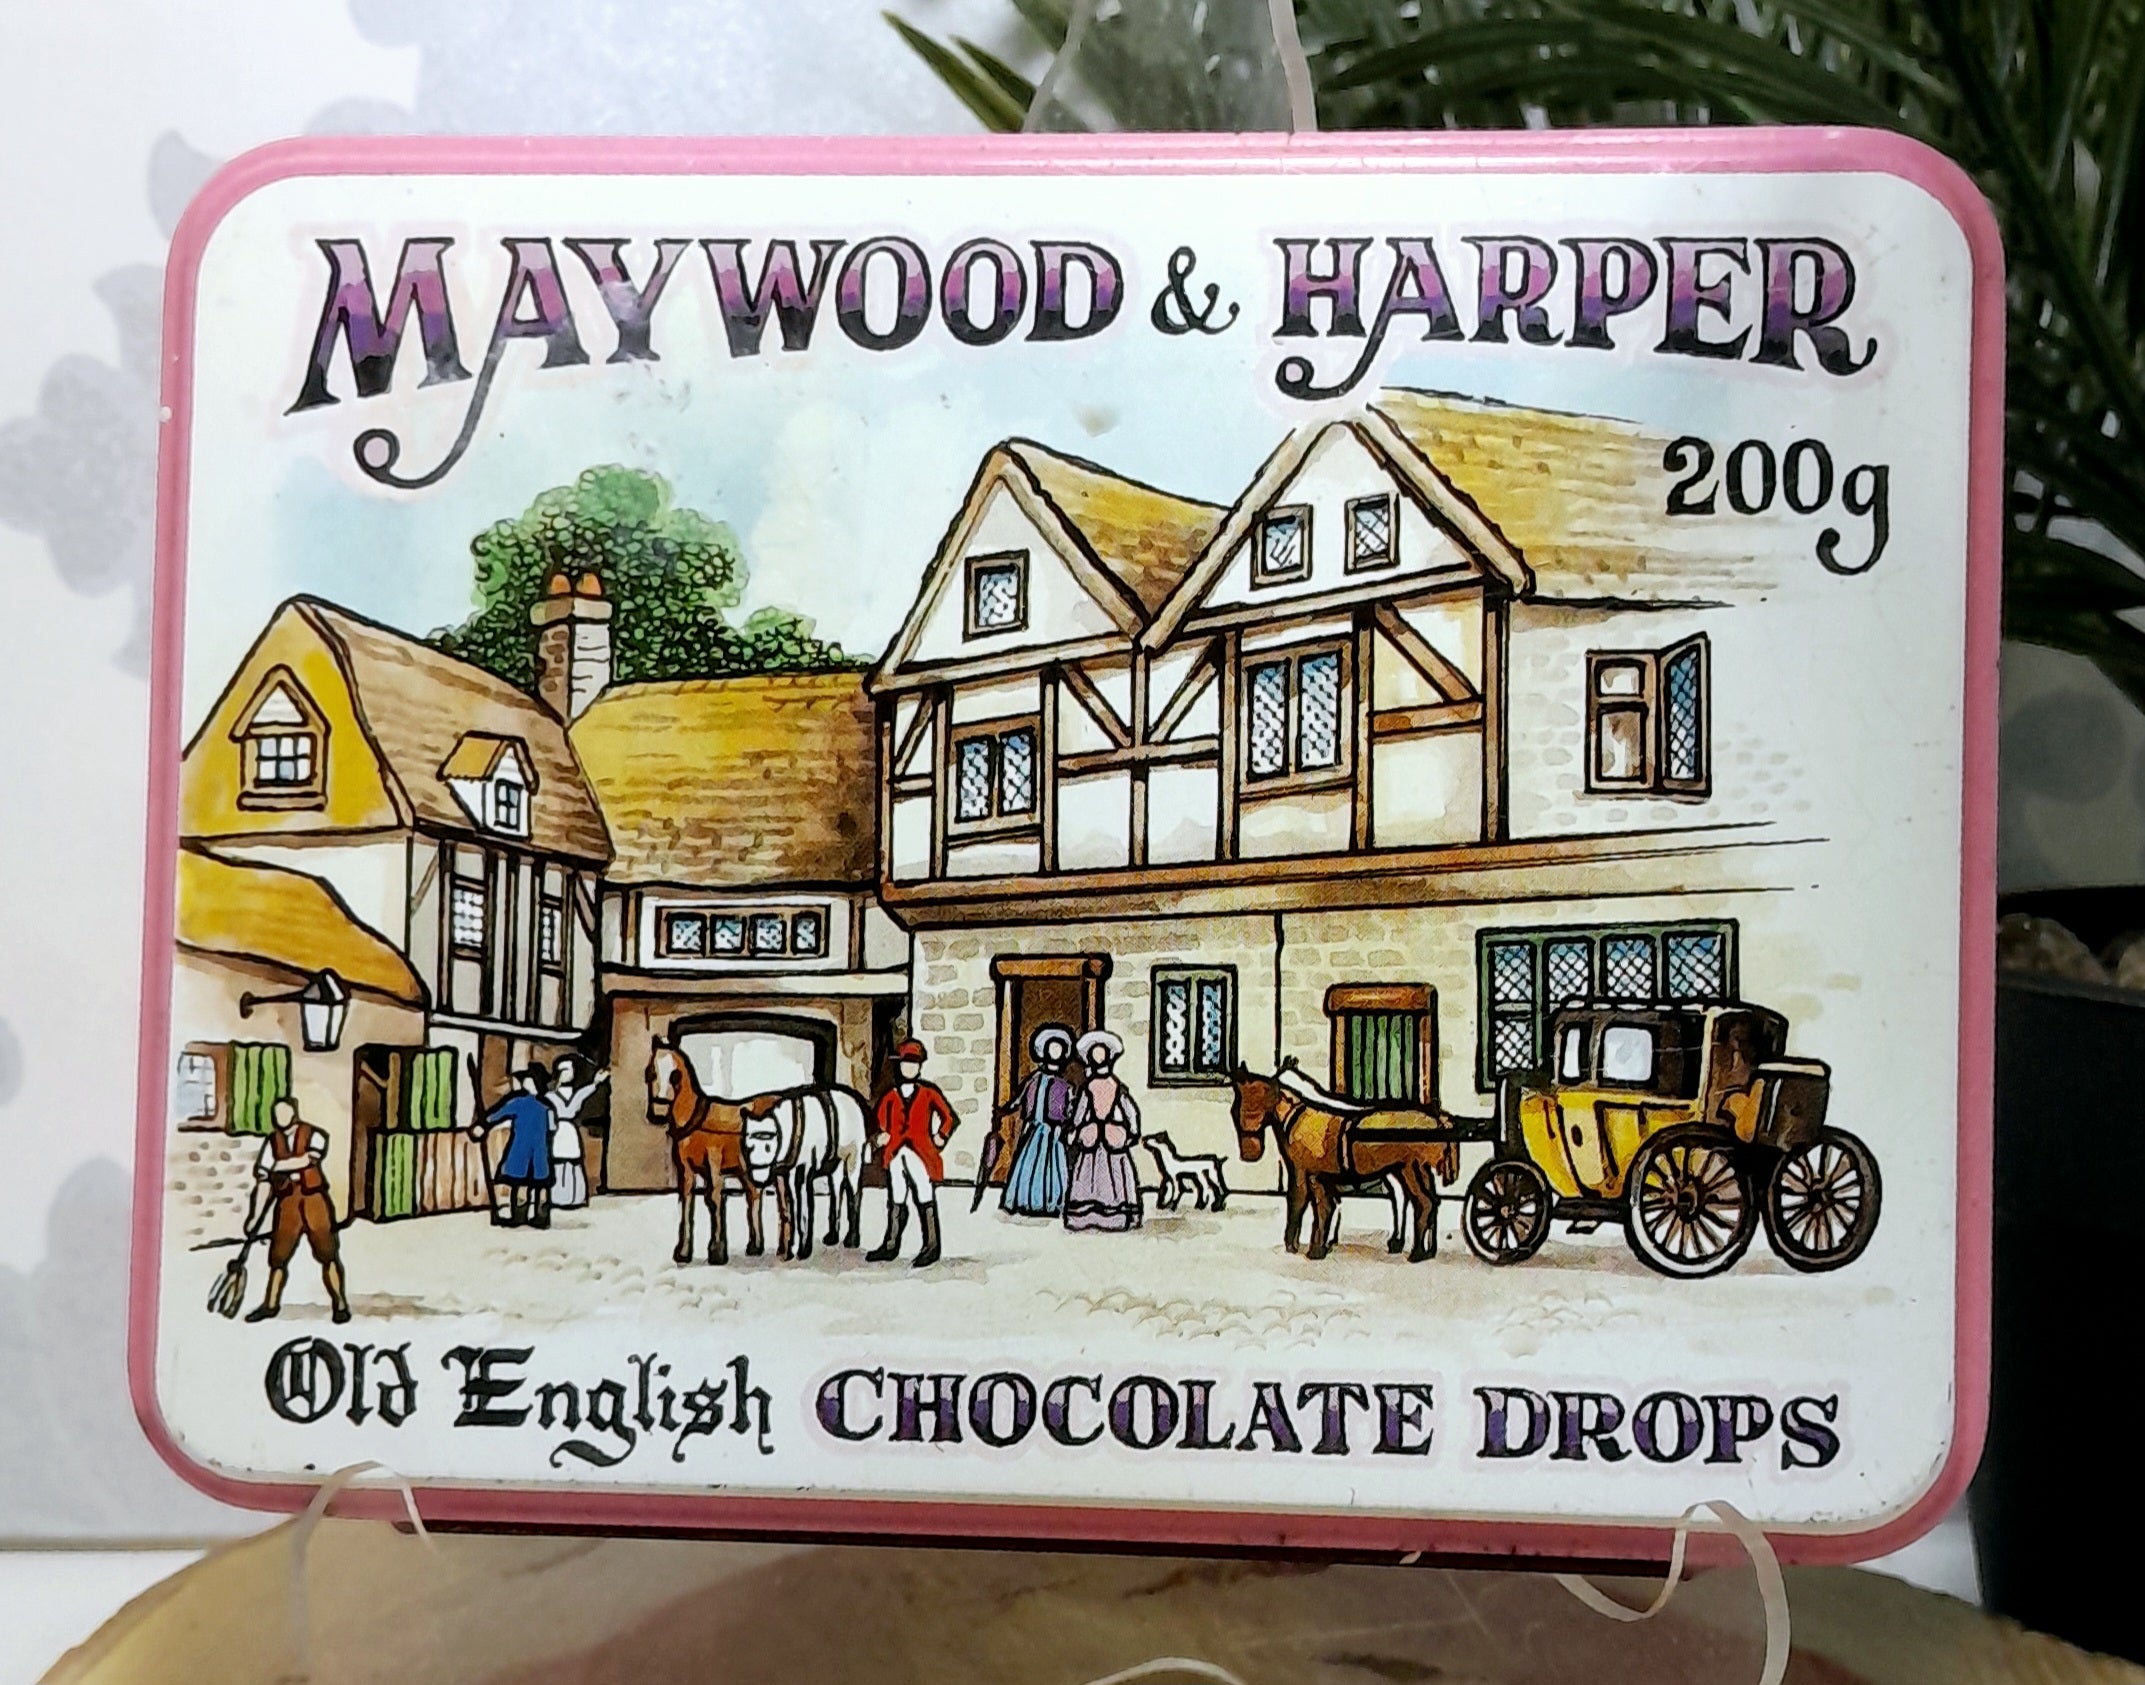 MAYWOOD & HARPER
200g
Old English CHOCOLATE DROPS